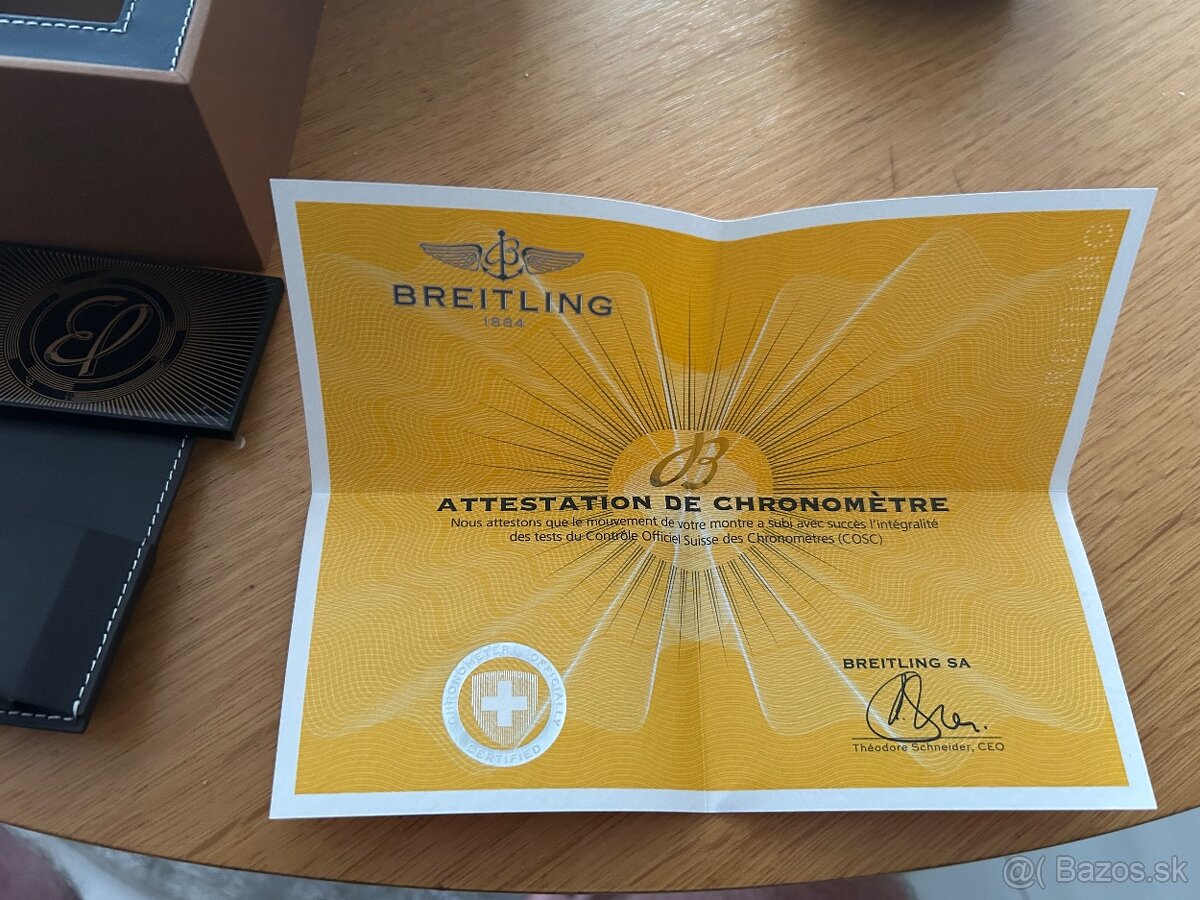 BREITLING
1884
BREITLING
ATTESTATION DE CHRONOMÈTRE
Nous attestons que le mouvement de votre montre a subi avec succès l'intégralité
des tests du Contrôle Officiel Suisse des Chronomètres (COSC)
CHRONOMETER OFFICIALLY
CERTIFIED
BREITLING SA
Théodore Schneider, CEO
@( Bazos.sk